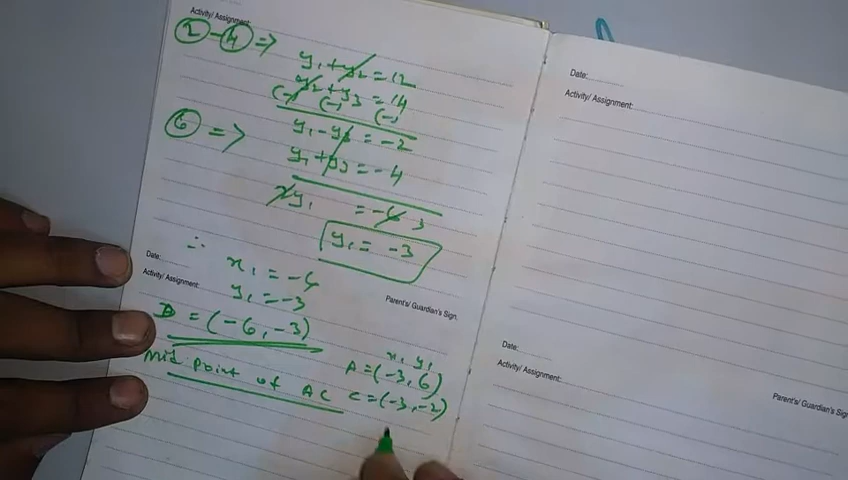 Activity/ Assignment:
② - ④ =>
y₁ + y₂ = 12
y₂ + y₃ = 14
(-) (-) (-)
y₁ - y₃ = -2
⑥ => y₁ + y₃ = -4
2y₁ = -6 3
y₁ = -3
Date:
∴ x₁ = -6
Activity/ Assignment:
y₁ = -3
Parent's/ Guardian's Sign.
D = (-6, -3)
x₁ y₁
Mid point of AC A = (-3, 6)
C = (-3, -2)
Date:
Activity/ Assignment:
Date:
Activity/ Assignment:
Parent's/ Guardian's Sign